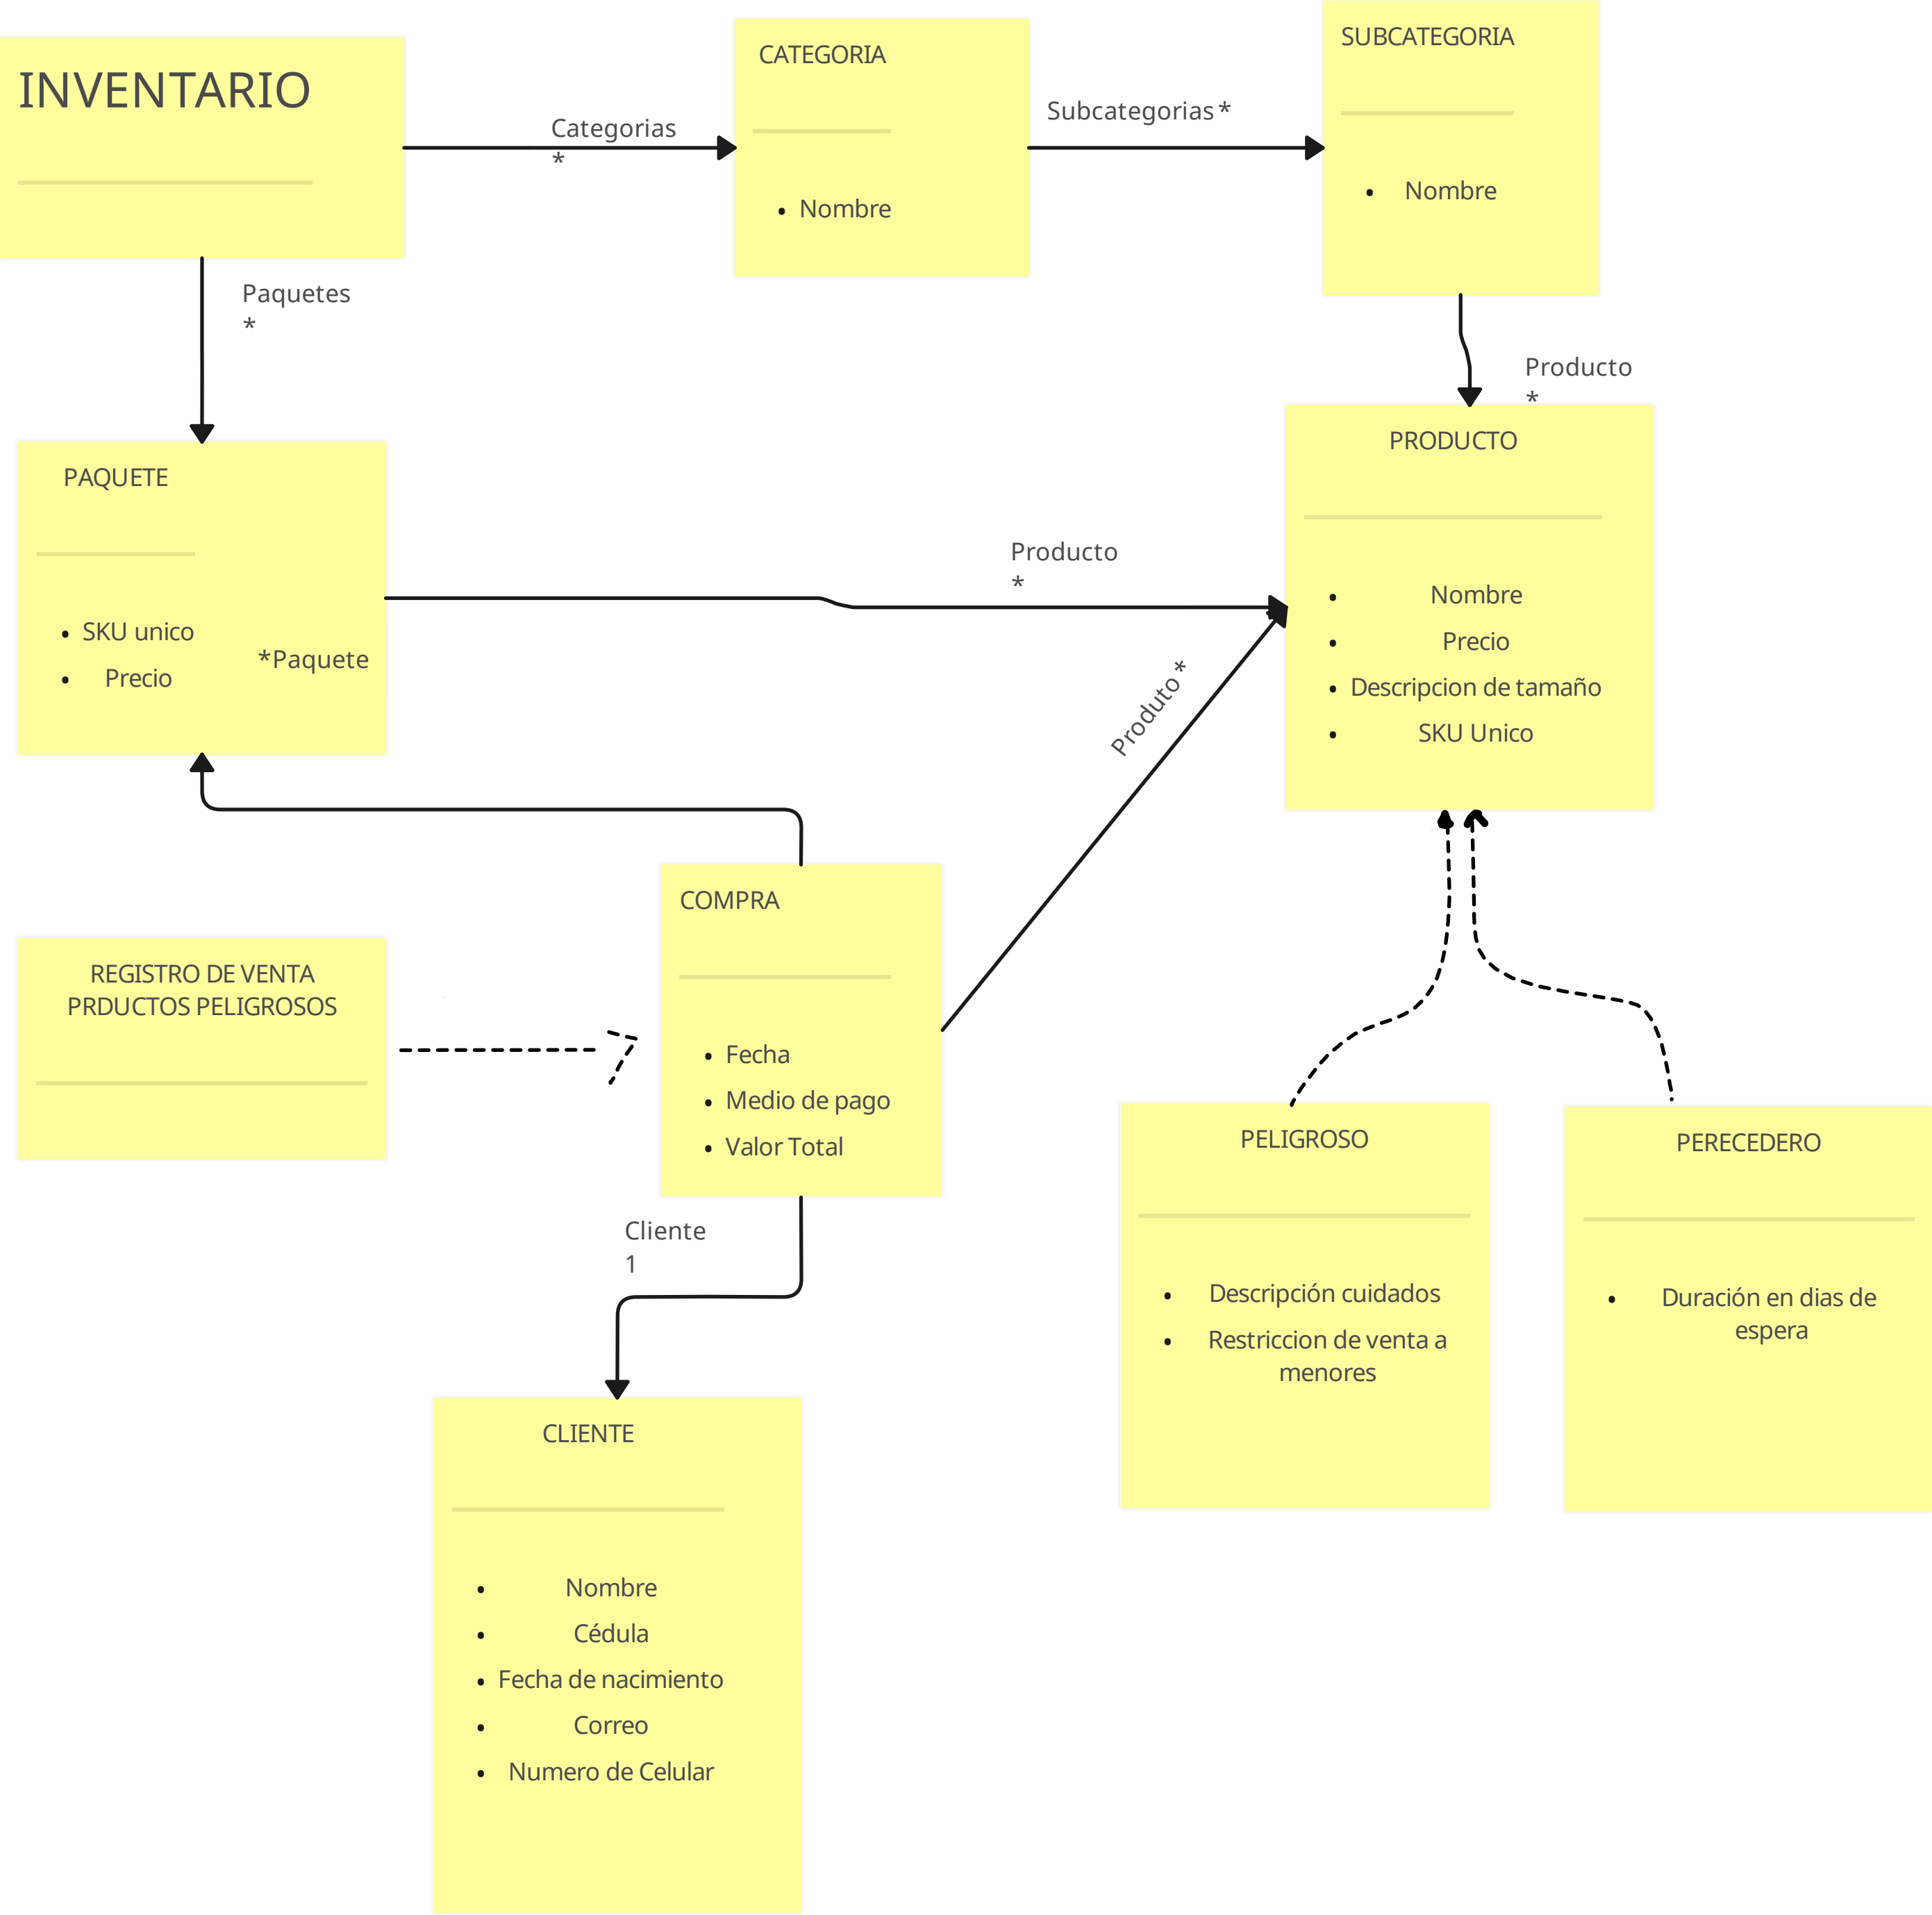 INVENTARIO
Categorias
*
CATEGORIA
• Nombre
Subcategorias *
SUBCATEGORIA
• Nombre
Paquetes
*
Producto
*
PAQUETE
• SKU unico
• Precio
*Paquete
Producto
*
Produto *
PRODUCTO
• Nombre
• Precio
• Descripcion de tamaño
• SKU Unico
REGISTRO DE VENTA
PRDUCTOS PELIGROSOS
COMPRA
• Fecha
• Medio de pago
• Valor Total
Cliente
1
PELIGROSO
• Descripción cuidados
• Restriccion de venta a
menores
PERECEDERO
• Duración en dias de
espera
CLIENTE
• Nombre
• Cédula
• Fecha de nacimiento
• Correo
• Numero de Celular